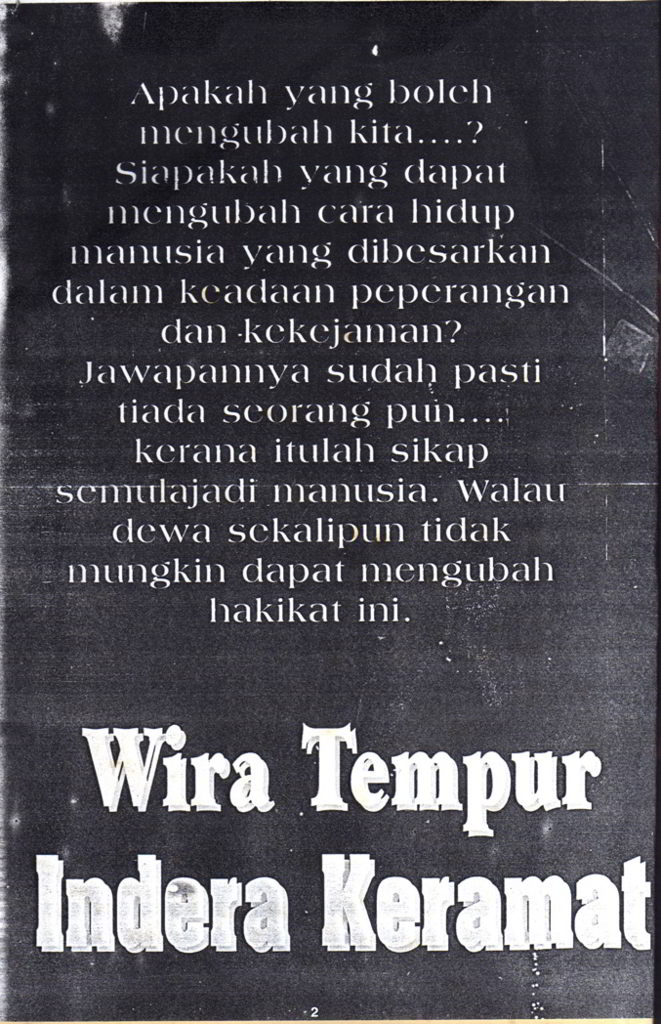 Apakah yang boleh
mengubah kita....?
Siapakah yang dapat
mengubah cara hidup
manusia yang dibesarkan
dalam keadaan peperangan
dan kekejaman?
Jawapannya sudah pasti
tiada seorang pun....
kerana itulah sikap
semulajadi manusia. Walau
dewa sekalipun tidak
mungkin dapat mengubah
hakikat ini.
Wira Tempur
Indera Keramat
2